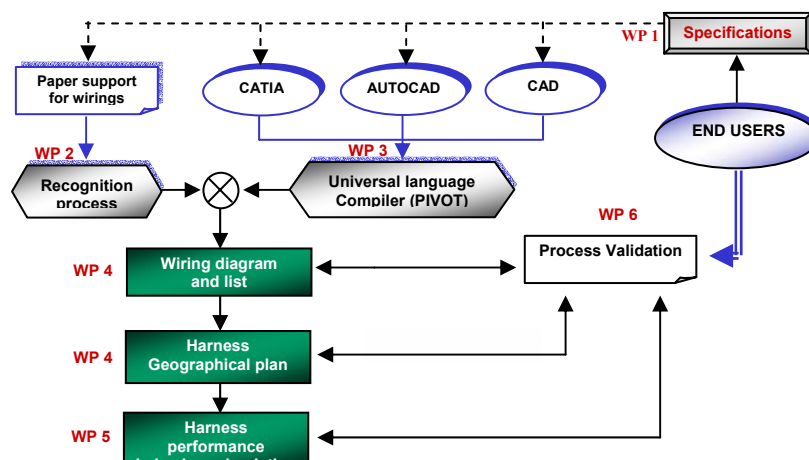 WP 1
Specifications
Paper support
for wirings
CATIA
AUTOCAD
CAD
END USERS
WP 2
WP 3
Recognition
process
Universal language
Compiler (PIVOT)
WP 6
Process Validation
WP 4
Wiring diagram
and list
WP 4
Harness
Geographical plan
WP 5
Harness
performance